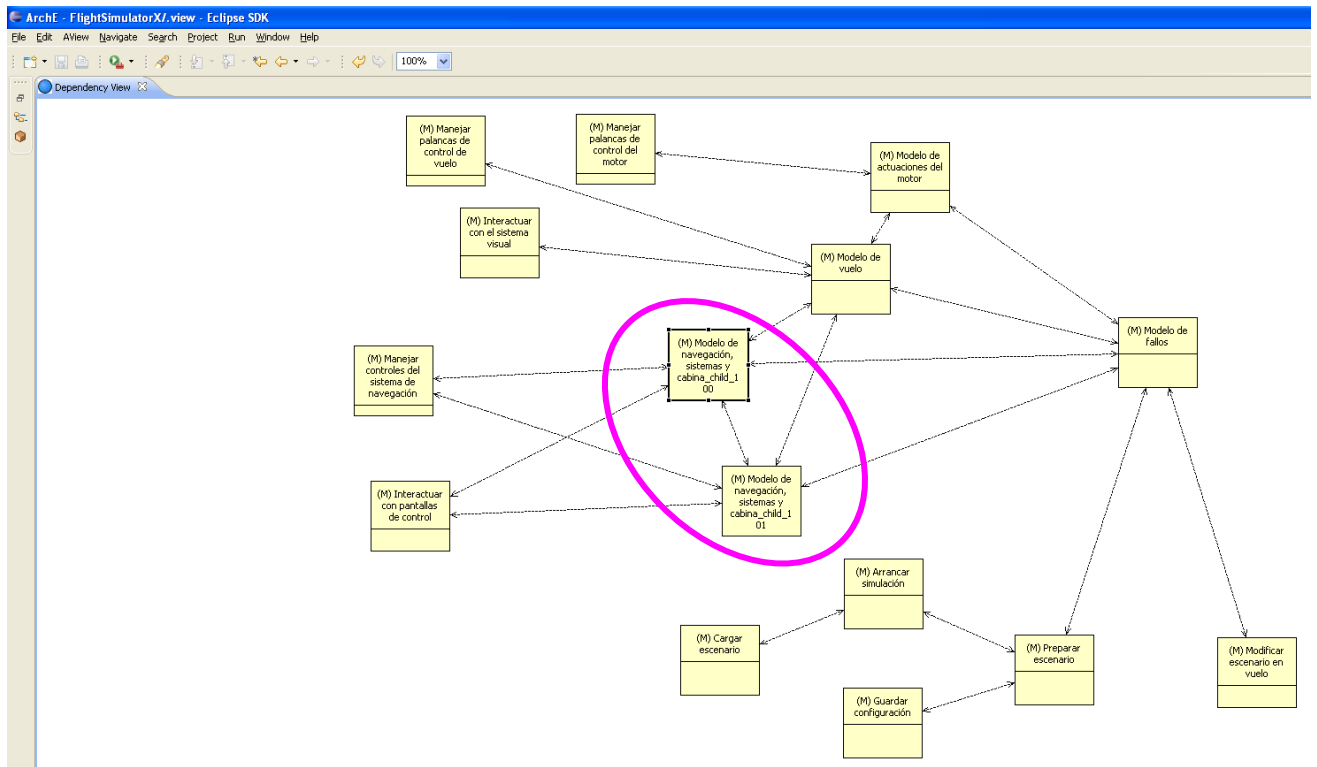 ArchE - FlightSimulatorX/.view - Eclipse SDK
File Edit AView Navigate Search Project Run Window Help
100%
Dependency View
(M) Manejar
palancas de
control de
vuelo
(M) Manejar
palancas de
control del
motor
(M) Modelo de
actuaciones del
motor
(M) Interactuar
con el sistema
visual
(M) Modelo de
vuelo
(M) Modelo de
fallos
(M) Modelo de
navegación,
sistemas y
cabina_child_1
00
(M) Manejar
controles del
sistema de
navegación
(M) Modelo de
navegación,
sistemas y
cabina_child_1
01
(M) Interactuar
con pantallas
de control
(M) Arrancar
simulación
(M) Cargar
escenario
(M) Preparar
escenario
(M) Modificar
escenario en
vuelo
(M) Guardar
configuración